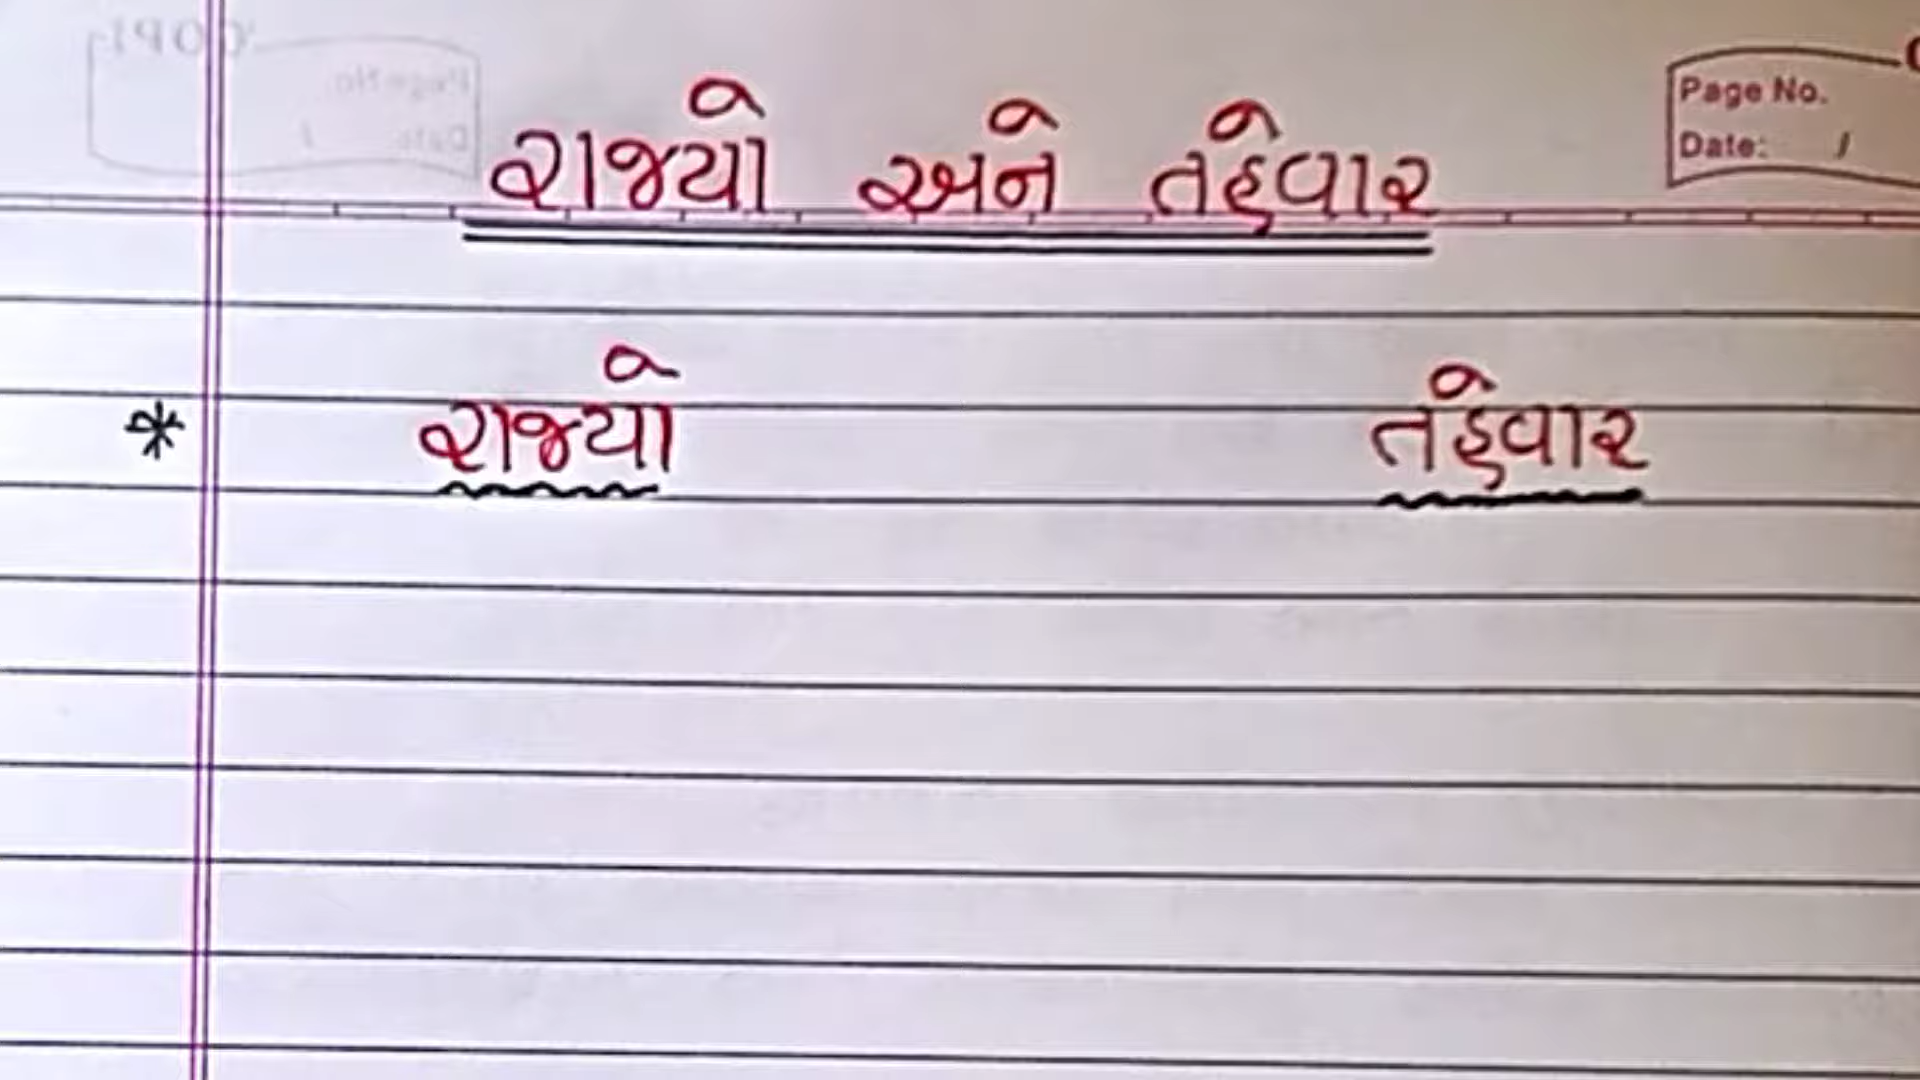 Page No.
Date: /
રાજ્યો અને તહેવાર
* રાજ્યો તહેવાર